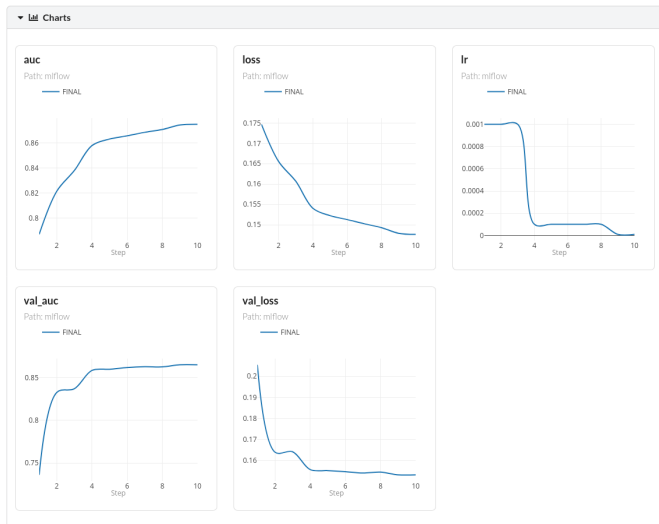 Charts
auc
Path: mlflow
FINAL
0.86
0.84
0.82
0.8
2 4 6 8 10
Step
loss
Path: mlflow
FINAL
0.175
0.17
0.165
0.16
0.155
0.15
2 4 6 8 10
Step
lr
Path: mlflow
FINAL
0.001
0.0008
0.0006
0.0004
0.0002
0
2 4 6 8 10
Step
val_auc
Path: mlflow
FINAL
0.85
0.8
0.75
2 4 6 8 10
Step
val_loss
Path: mlflow
FINAL
0.2
0.19
0.18
0.17
0.16
2 4 6 8 10
Step